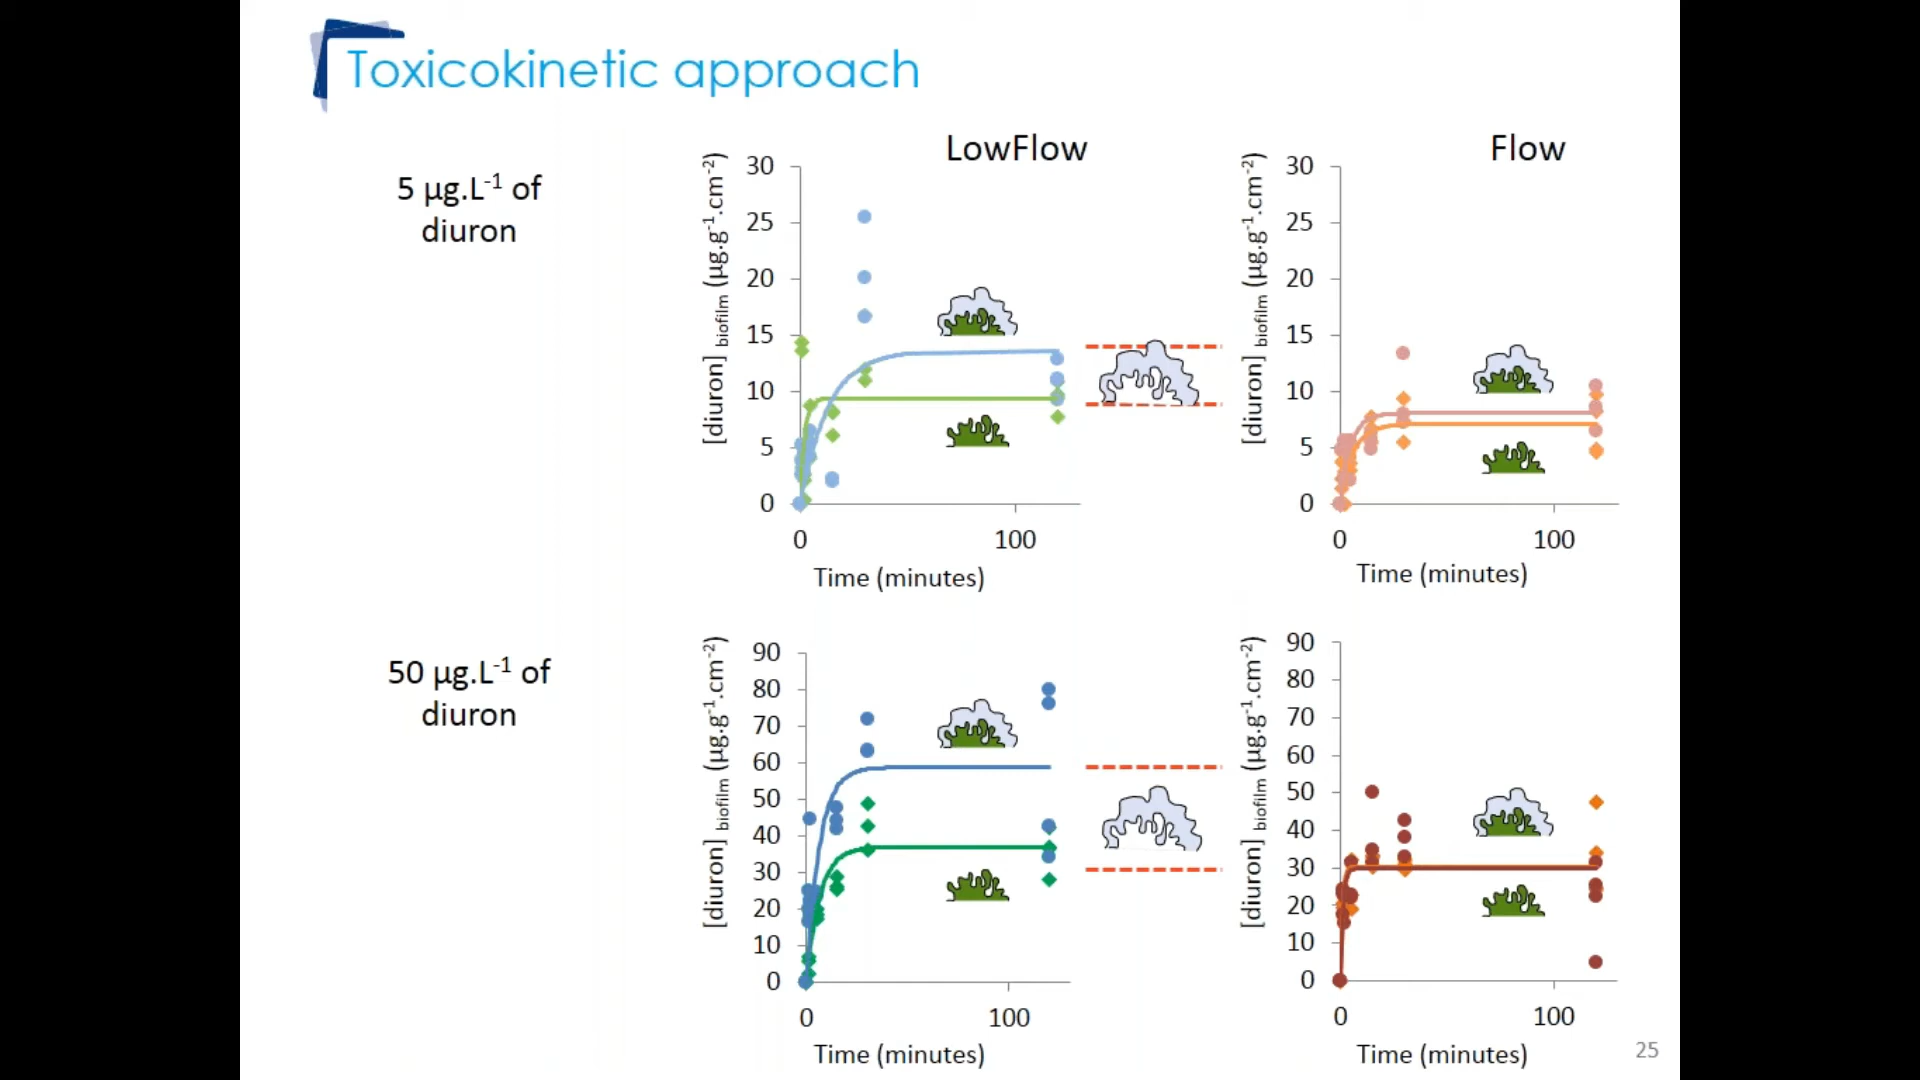 Toxicokinetic approach
LowFlow
Flow
5 µg.L-1 of
diuron
[diuron] biofilm (µg.g-1.cm-2)
30
25
20
15
10
5
0
0
100
Time (minutes)
[diuron] biofilm (µg.g-1.cm-2)
30
25
20
15
10
5
0
0
100
Time (minutes)
50 µg.L-1 of
diuron
[diuron] biofilm (µg.g-1.cm-2)
90
80
70
60
50
40
30
20
10
0
0
100
Time (minutes)
[diuron] biofilm (µg.g-1.cm-2)
90
80
70
60
50
40
30
20
10
0
0
100
Time (minutes)
25